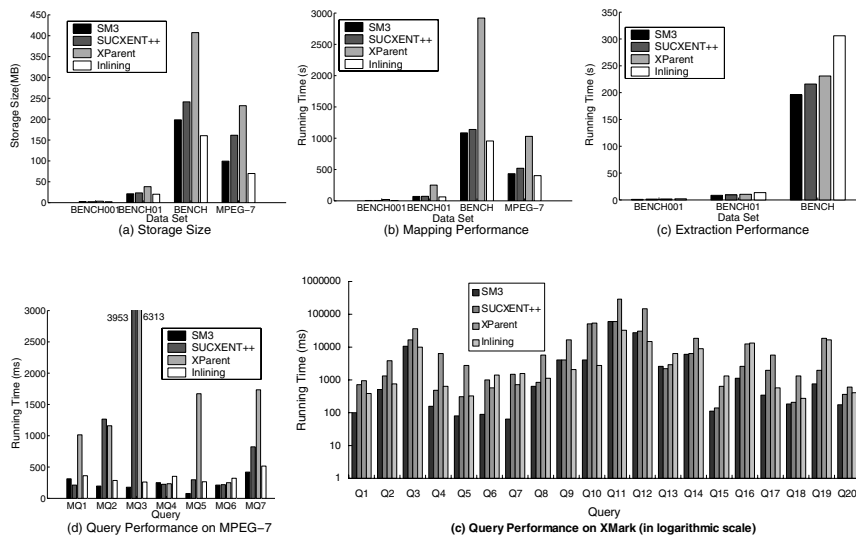 450
400
350
300
250
200
150
100
50
0
Storage Size(MB)
SM3
SUCXENT++
XParent
Inlining
BENCH001 BENCH01 BENCH MPEG-7
Data Set
(a) Storage Size
3000
2500
2000
1500
1000
500
0
Running Time (s)
SM3
SUCXENT++
XParent
Inlining
BENCH001 BENCH01 BENCH MPEG-7
Data Set
(b) Mapping Performance
350
300
250
200
150
100
50
0
Running Time (s)
SM3
SUCXENT++
XParent
Inlining
BENCH001 BENCH01 BENCH
Data Set
(c) Extraction Performance
3000
2500
2000
1500
1000
500
0
Running Time (ms)
3953 6313
SM3
SUCXENT++
XParent
Inlining
MQ1 MQ2 MQ3 MQ4 MQ5 MQ6 MQ7
Query
(d) Query Performance on MPEG-7
1000000
100000
10000
1000
100
10
1
Running Time (ms)
SM3
SUCXENT++
XParent
Inlining
Q1 Q2 Q3 Q4 Q5 Q6 Q7 Q8 Q9 Q10 Q11 Q12 Q13 Q14 Q15 Q16 Q17 Q18 Q19 Q20
Query
(c) Query Performance on XMark (in logarithmic scale)